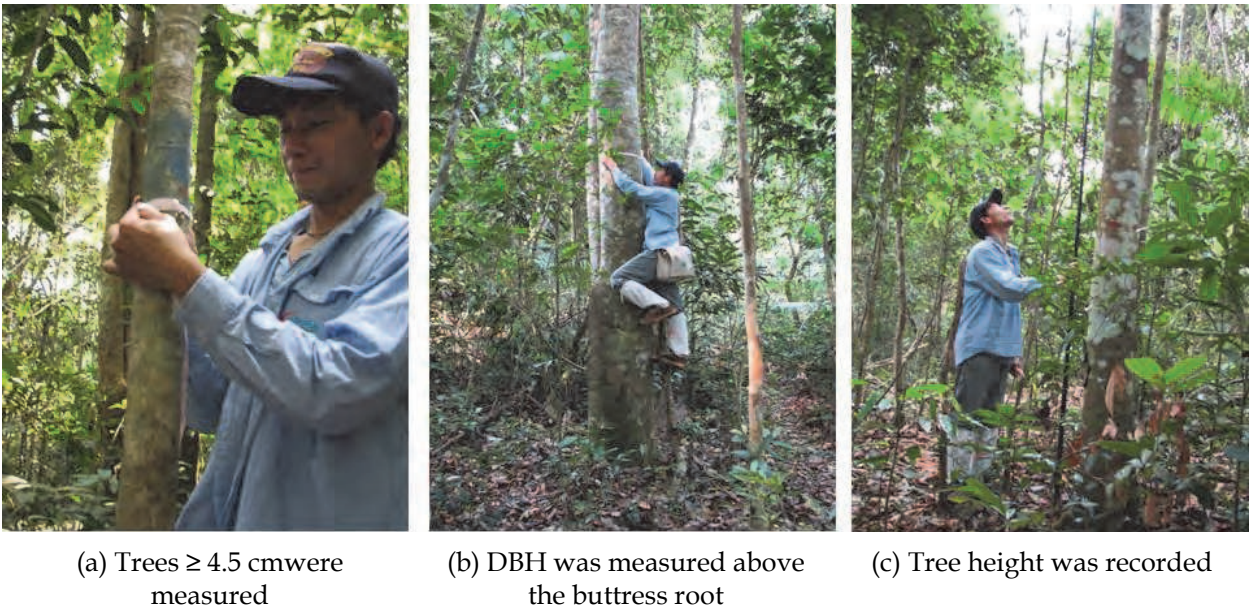 (a) Trees ≥ 4.5 cmwere
measured
(b) DBH was measured above
the buttress root
(c) Tree height was recorded